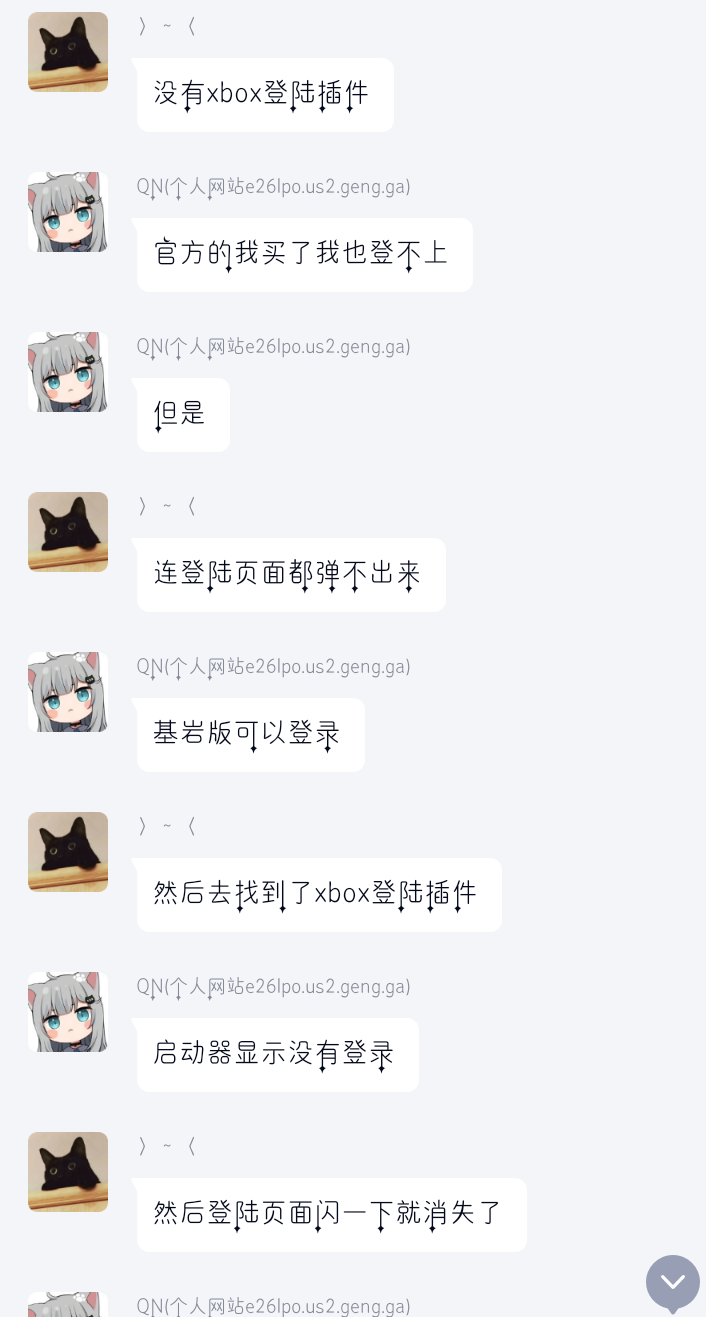 〉 ~ 〈
没有xbox登陆插件
QN(个人网站e26lpo.us2.geng.ga)
官方的我买了我也登不上
QN(个人网站e26lpo.us2.geng.ga)
但是
〉 ~ 〈
连登陆页面都弹不出来
QN(个人网站e26lpo.us2.geng.ga)
基岩版可以登录
〉 ~ 〈
然后去找到了xbox登陆插件
QN(个人网站e26lpo.us2.geng.ga)
启动器显示没有登录
〉 ~ 〈
然后登陆页面闪一下就消失了
QN(个人网站e26lpo.us2.geng.ga)